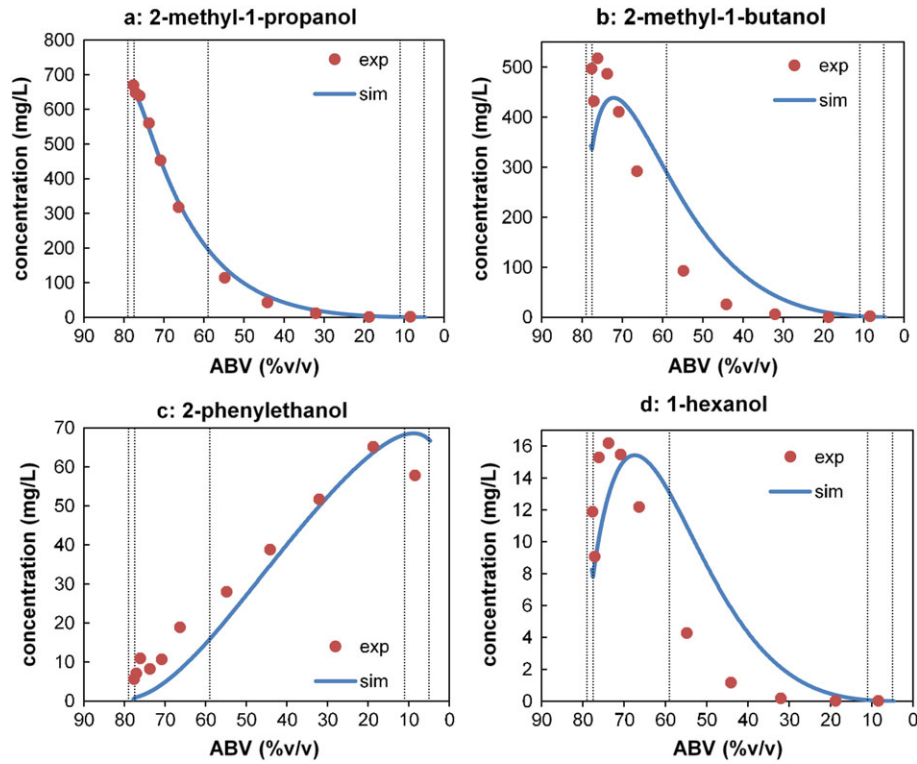 a: 2-methyl-1-propanol
concentration (mg/L)
800
700
600
500
400
300
200
100
0
exp
sim
90 80 70 60 50 40 30 20 10 0
ABV (%v/v)
b: 2-methyl-1-butanol
concentration (mg/L)
500
400
300
200
100
0
exp
sim
90 80 70 60 50 40 30 20 10 0
ABV (%v/v)
c: 2-phenylethanol
concentration (mg/L)
70
60
50
40
30
20
10
0
exp
sim
90 80 70 60 50 40 30 20 10 0
ABV (%v/v)
d: 1-hexanol
concentration (mg/L)
16
14
12
10
8
6
4
2
0
exp
sim
90 80 70 60 50 40 30 20 10 0
ABV (%v/v)